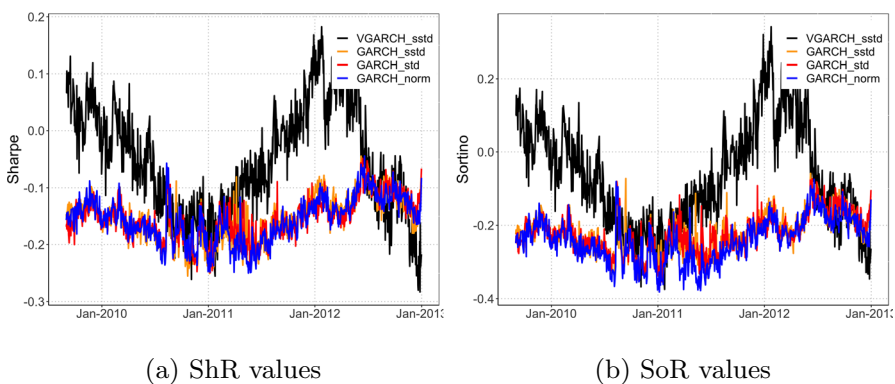 0.2
0.1
0.0
-0.1
-0.2
-0.3
Sharpe
VGARCH_sstd
GARCH_sstd
GARCH_std
GARCH_norm
Jan-2010 Jan-2011 Jan-2012 Jan-2013
(a) ShR values
0.2
0.0
-0.2
-0.4
Sortino
VGARCH_sstd
GARCH_sstd
GARCH_std
GARCH_norm
Jan-2010 Jan-2011 Jan-2012 Jan-2013
(b) SoR values